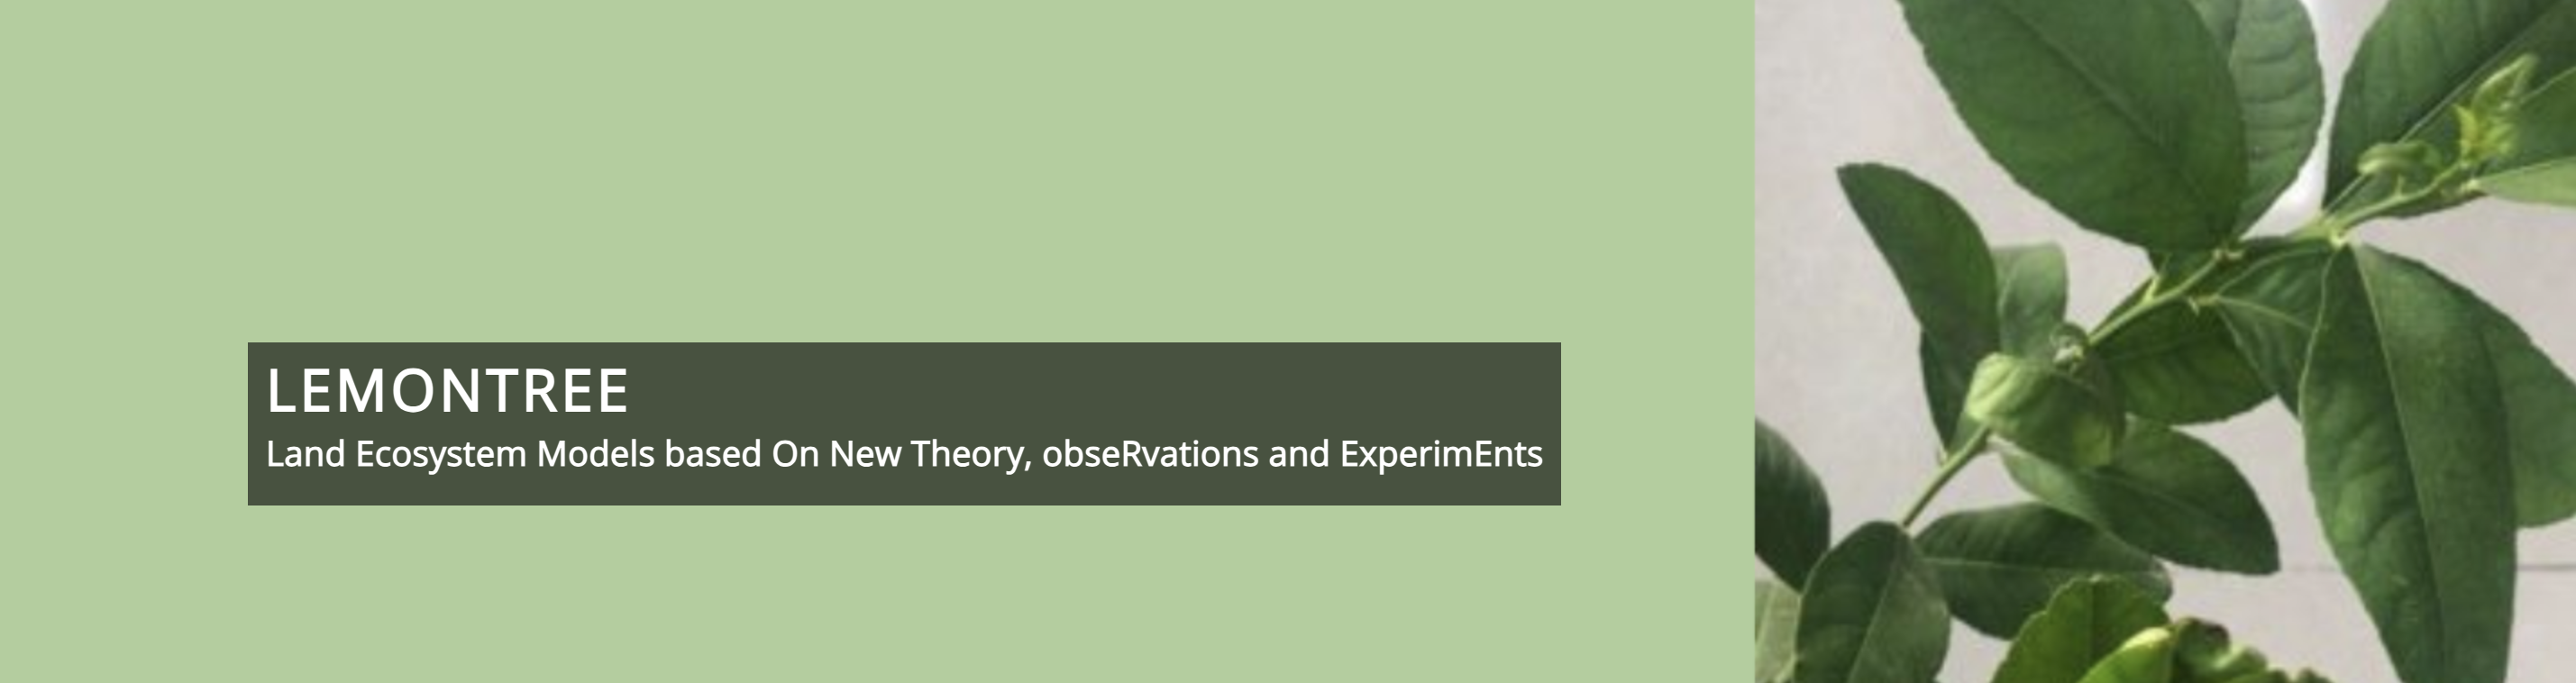 LEMONTREE
Land Ecosystem Models based On New Theory, obseRvations and ExperimEnts